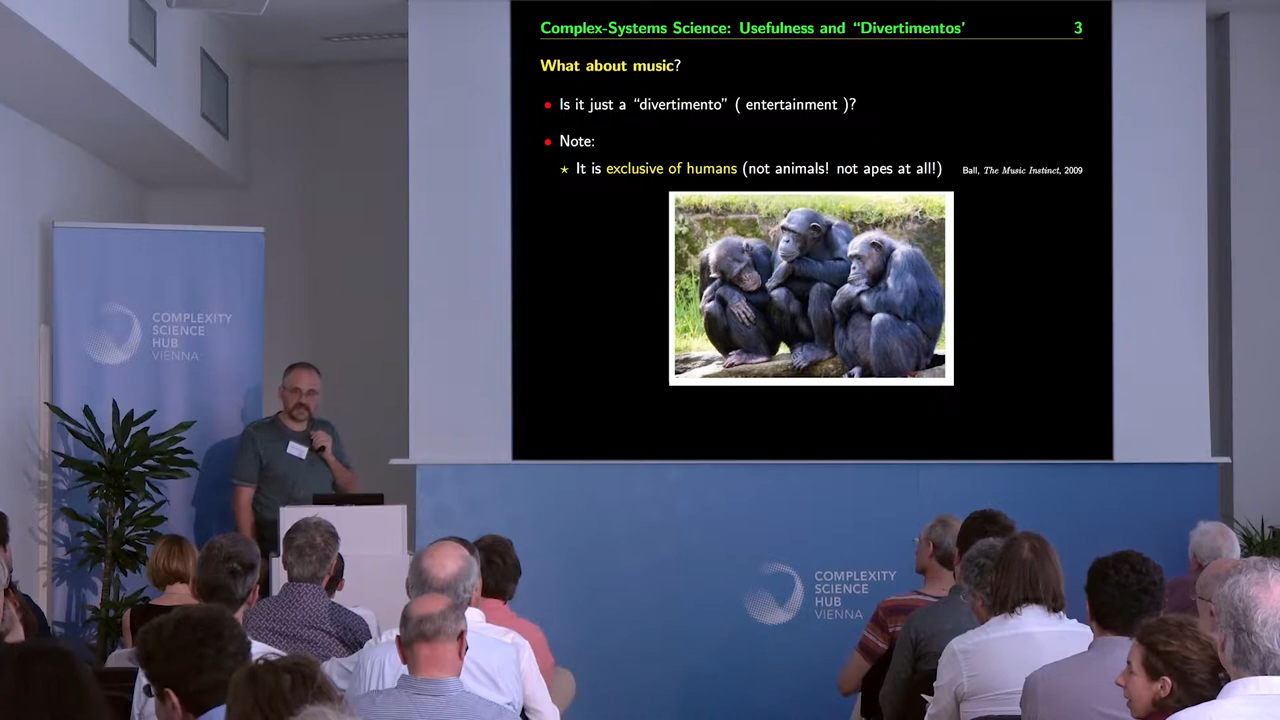 Complex-Systems Science: Usefulness and “Divertimentos' 3
What about music?
• Is it just a “divertimento” ( entertainment )?
• Note:
⋆ It is exclusive of humans (not animals! not apes at all!) Ball, The Music Instinct, 2009
COMPLEXITY
SCIENCE
HUB
VIENNA
COMPLEXITY
SCIENCE
HUB
VIENNA